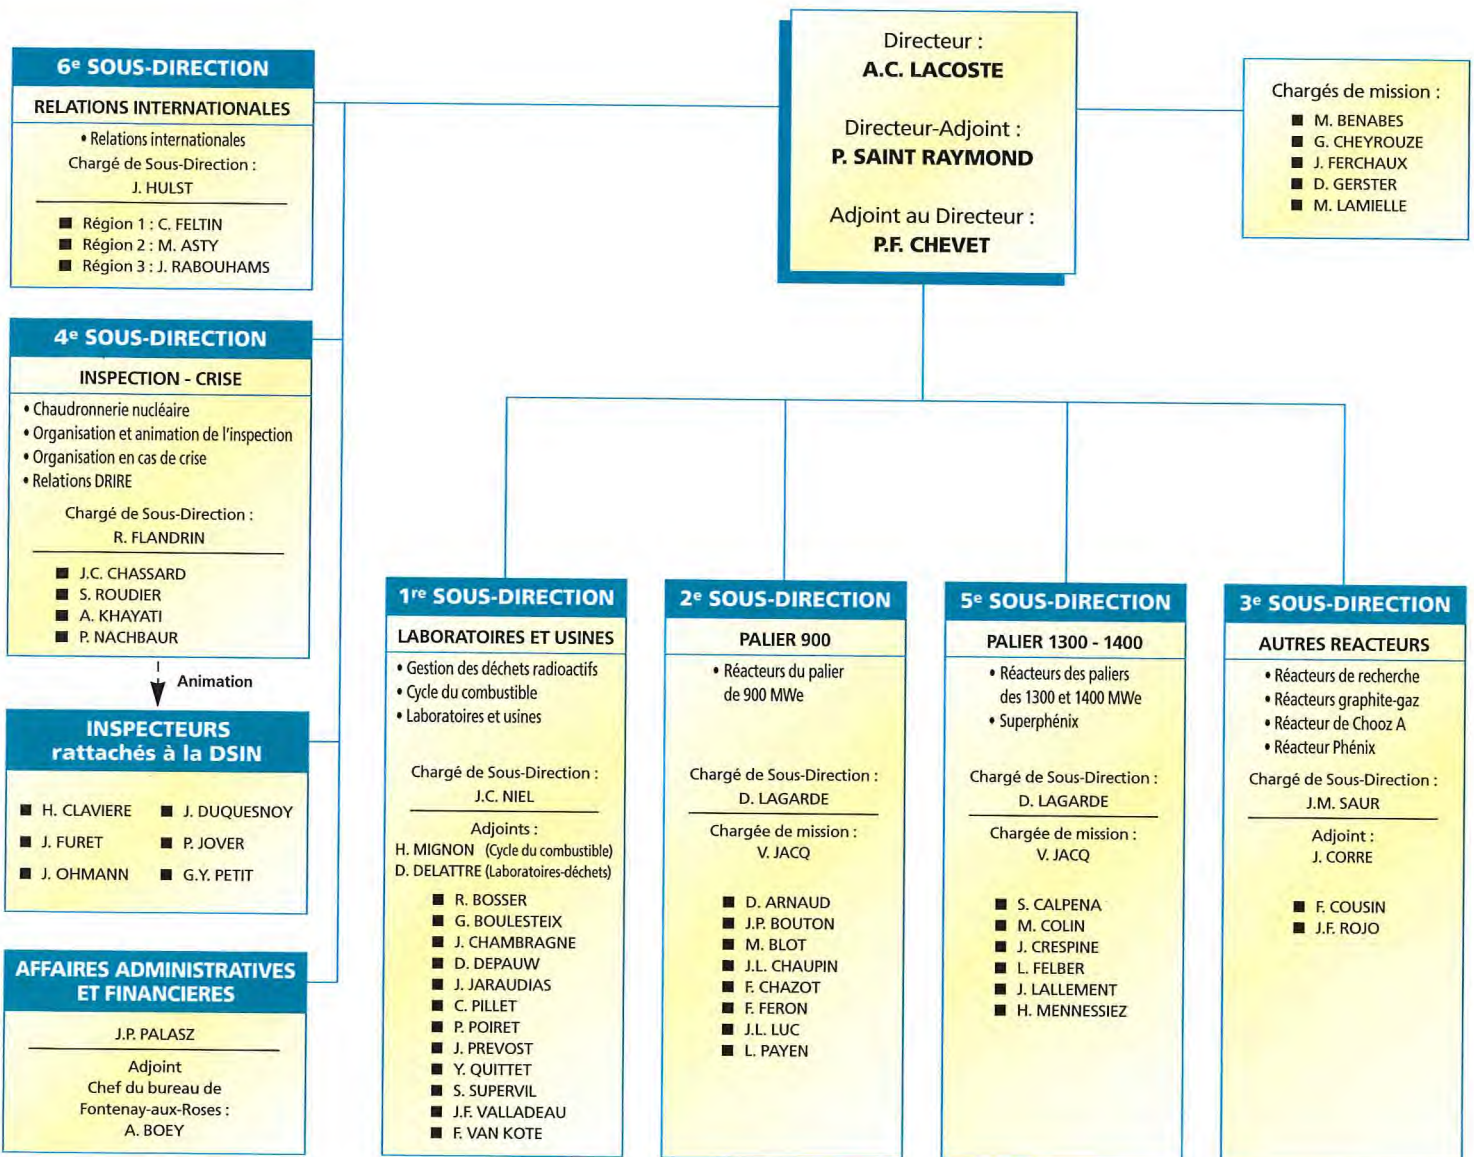 Directeur :
A.C. LACOSTE
Directeur-Adjoint :
P. SAINT RAYMOND
Adjoint au Directeur :
P.F. CHEVET
Chargés de mission :
■ M. BENABES
■ G. CHEYROUZE
■ J. FERCHAUX
■ D. GERSTER
■ M. LAMIELLE
6e SOUS-DIRECTION
RELATIONS INTERNATIONALES
• Relations internationales
Chargé de Sous-Direction :
J. HULST
■ Région 1 : C. FELTIN
■ Région 2 : M. ASTY
■ Région 3 : J. RABOUHAMS
4e SOUS-DIRECTION
INSPECTION - CRISE
• Chaudronnerie nucléaire
• Organisation et animation de l'inspection
• Organisation en cas de crise
• Relations DRIRE
Chargé de Sous-Direction :
R. FLANDRIN
■ J.C. CHASSARD
■ S. ROUDIER
■ A. KHAYATI
■ P. NACHBAUR
Animation
INSPECTEURS
rattachés à la DSIN
■ H. CLAVIERE ■ J. DUQUESNOY
■ J. FURET ■ P. JOVER
■ J. OHMANN ■ G.Y. PETIT
AFFAIRES ADMINISTRATIVES
ET FINANCIERES
J.P. PALASZ
Adjoint
Chef du bureau de
Fontenay-aux-Roses :
A. BOEY
1re SOUS-DIRECTION
LABORATOIRES ET USINES
• Gestion des déchets radioactifs
• Cycle du combustible
• Laboratoires et usines
Chargé de Sous-Direction :
J.C. NIEL
Adjoints :
H. MIGNON (Cycle du combustible)
D. DELATTRE (Laboratoires-déchets)
■ R. BOSSER
■ G. BOULESTEIX
■ J. CHAMBRAGNE
■ D. DEPAUW
■ J. JARAUDIAS
■ C. PILLET
■ P. POIRET
■ J. PREVOST
■ Y. QUITTET
■ S. SUPERVIL
■ J.F. VALLADEAU
■ F. VAN KOTE
2e SOUS-DIRECTION
PALIER 900
• Réacteurs du palier
de 900 MWe
Chargé de Sous-Direction :
D. LAGARDE
Chargée de mission :
V. JACQ
■ D. ARNAUD
■ J.P. BOUTON
■ M. BLOT
■ J.L. CHAUPIN
■ F. CHAZOT
■ F. FERON
■ J.L. LUC
■ L. PAYEN
5e SOUS-DIRECTION
PALIER 1300 - 1400
• Réacteurs des paliers
des 1300 et 1400 MWe
• Superphénix
Chargé de Sous-Direction :
D. LAGARDE
Chargée de mission :
V. JACQ
■ S. CALPENA
■ M. COLIN
■ J. CRESPINE
■ L. FELBER
■ J. LALLEMENT
■ H. MENNESSIEZ
3e SOUS-DIRECTION
AUTRES REACTEURS
• Réacteurs de recherche
• Réacteurs graphite-gaz
• Réacteur de Chooz A
• Réacteur Phénix
Chargé de Sous-Direction :
J.M. SAUR
Adjoint :
J. CORRE
■ F. COUSIN
■ J.F. ROJO